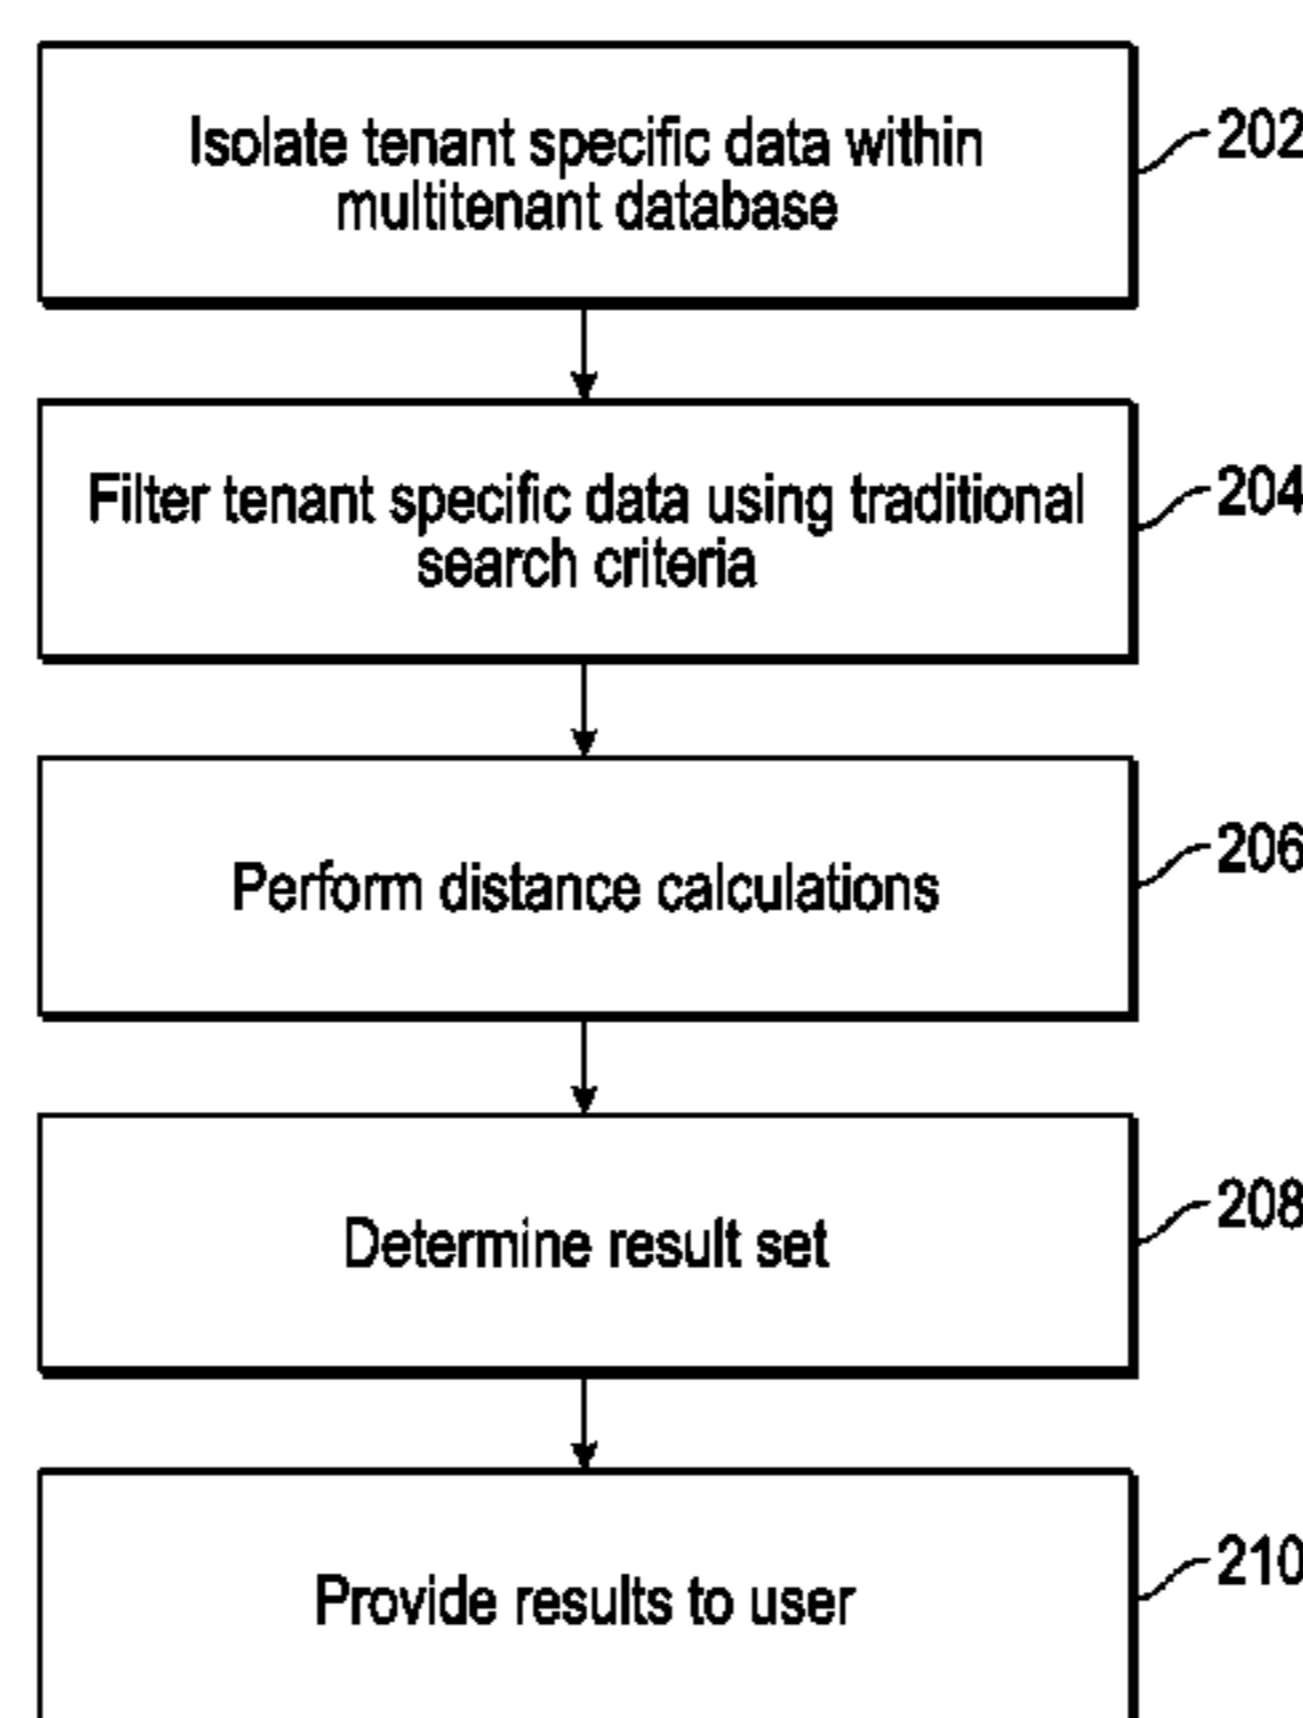 Isolate tenant specific data within
multitenant database
202
Filter tenant specific data using traditional
search criteria
204
Perform distance calculations
206
Determine result set
208
Provide results to user
210